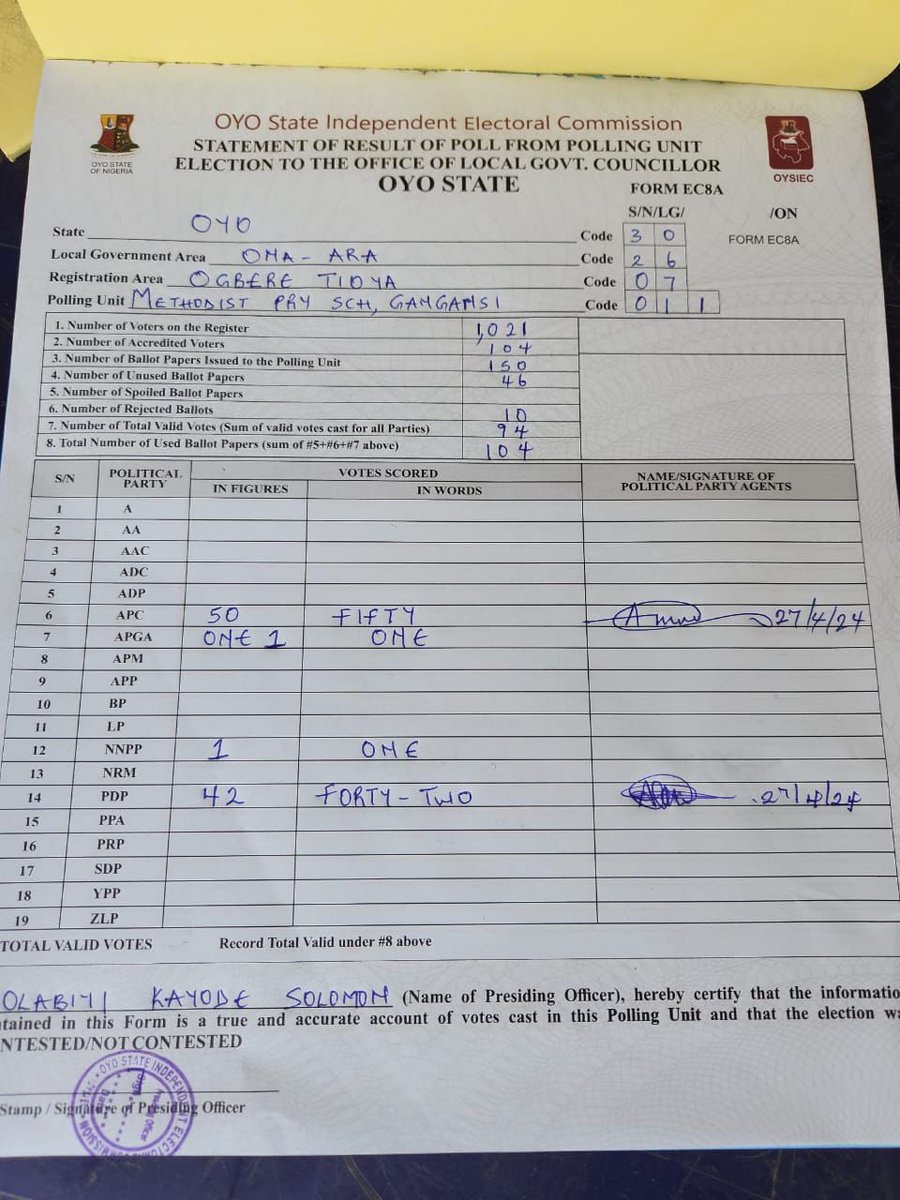 OYO STATE
OF NIGERIA
OYO State Independent Electoral Commission
STATEMENT OF RESULT OF POLL FROM POLLING UNIT
ELECTION TO THE OFFICE OF LOCAL GOVT. COUNCILLOR
OYO STATE
OYSIEC
FORM EC8A
S/N/LG/ /ON
FORM EC8A
State OYO Code 3 0
Local Government Area ONA - ARA Code 2 6
Registration Area OGBERE TIOYA Code 0 7
Polling Unit METHODIST PRY SCH, GANGANSI Code 0 1 1
1. Number of Voters on the Register 1,021
2. Number of Accredited Voters 104
3. Number of Ballot Papers Issued to the Polling Unit 150
4. Number of Unused Ballot Papers 46
5. Number of Spoiled Ballot Papers
6. Number of Rejected Ballots 10
7. Number of Total Valid Votes (Sum of valid votes cast for all Parties) 94
8. Total Number of Used Ballot Papers (sum of #5+#6+#7 above) 104
S/N POLITICAL PARTY VOTES SCORED NAME/SIGNATURE OF POLITICAL PARTY AGENTS
IN FIGURES IN WORDS
1 A
2 AA
3 AAC
4 ADC
5 ADP
6 APC 50 FIFTY 27/4/24
7 APGA ONE 1 ONE
8 APM
9 APP
10 BP
11 LP
12 NNPP 1 ONE
13 NRM
14 PDP 42 FORTY-TWO 27/4/24
15 PPA
16 PRP
17 SDP
18 YPP
19 ZLP
TOTAL VALID VOTES Record Total Valid under #8 above
OLABIYI KAYODE SOLOMON (Name of Presiding Officer), hereby certify that the informatio
tained in this Form is a true and accurate account of votes cast in this Polling Unit and that the election wa
NTESTED/NOT CONTESTED
Stamp / Signature of Presiding Officer
OYO STATE INDEPENDENT ELECTORAL